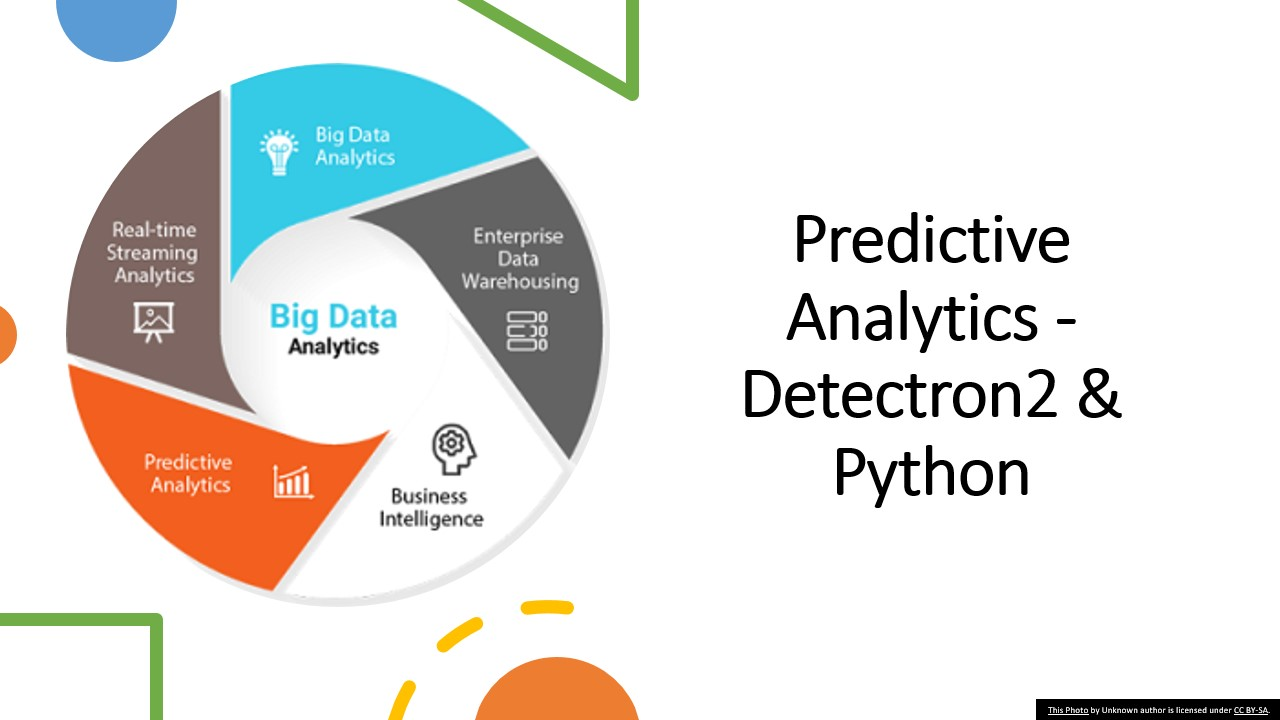 Big Data
Analytics
Real-time
Streaming
Analytics
Enterprise
Data
Warehousing
Big Data
Analytics
Predictive
Analytics
Business
Intelligence
Predictive
Analytics -
Detectron2 &
Python
This Photo by Unknown author is licensed under CC BY-SA.